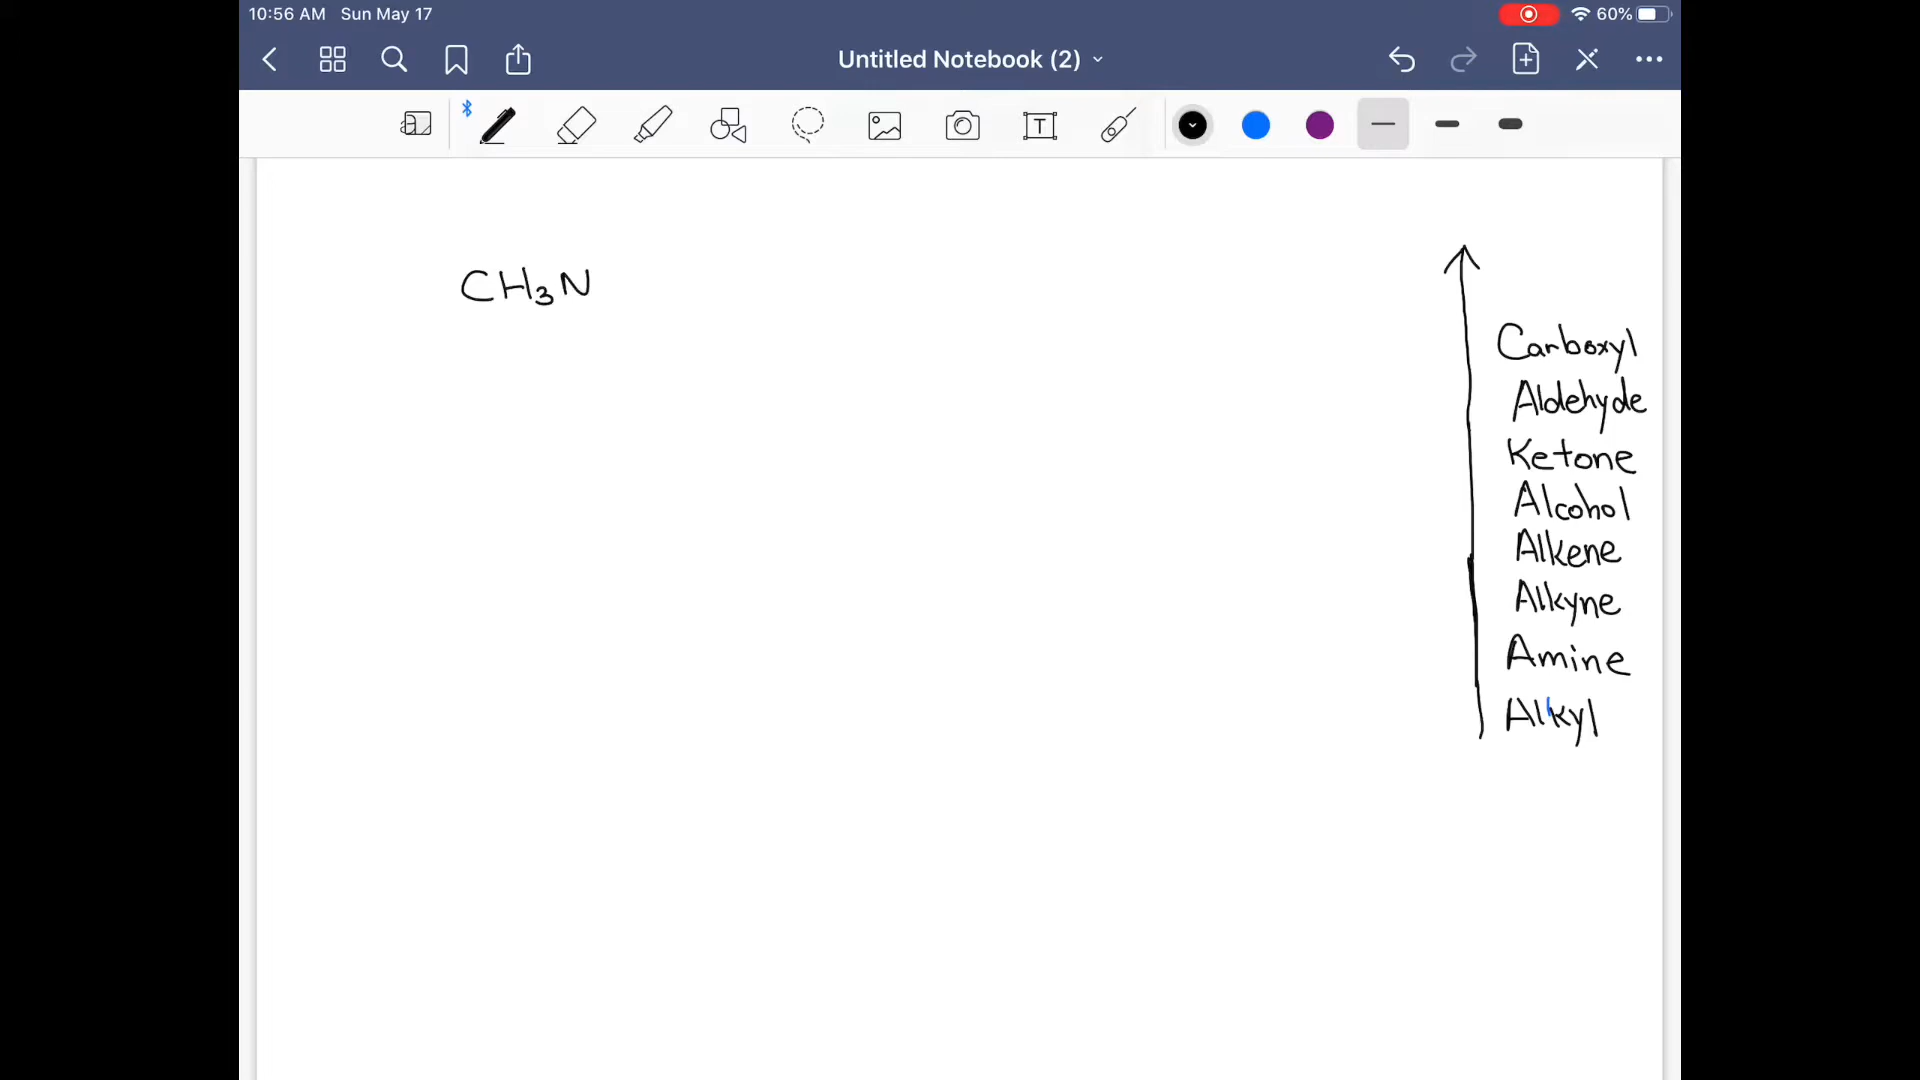 10:56 AM Sun May 17
60%
Untitled Notebook (2)
T
CH₃N
Carboxyl
Aldehyde
Ketone
Alcohol
Alkene
Alkyne
Amine
Alkyl